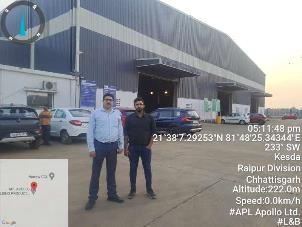 05:11:48 pm
21°38'7.29253"N 81°48'25.34344"E
233° SW
Kesda
Raipur Division
Chhattisgarh
Altitude:222.0m
Speed:0.0km/h
#APL Apollo Ltd.
#L&B
Google